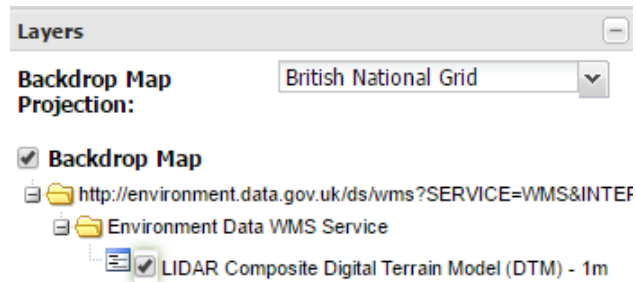 Layers
Backdrop Map Projection:
British National Grid
Backdrop Map
http://environment.data.gov.uk/ds/wms?SERVICE=WMS&INTER
Environment Data WMS Service
LIDAR Composite Digital Terrain Model (DTM) - 1m